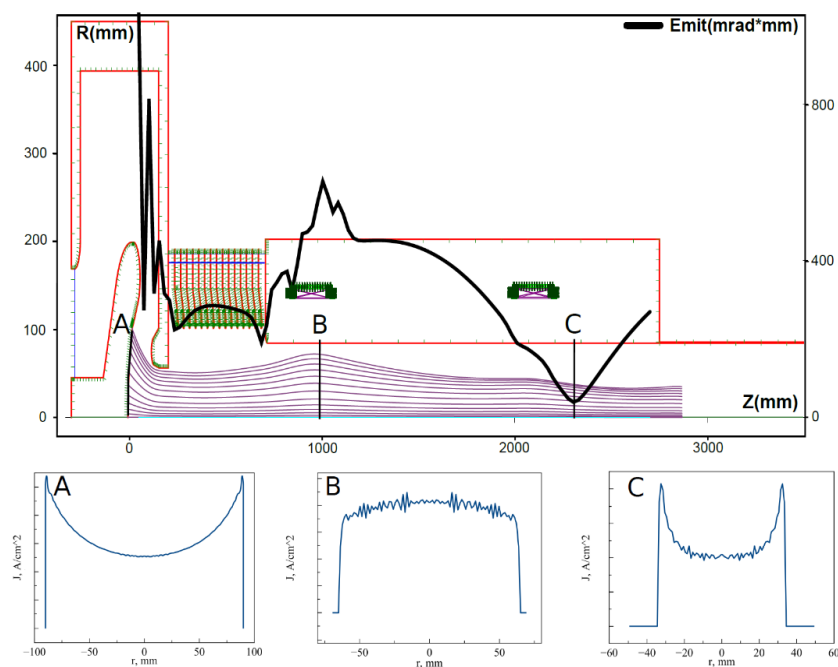 R(mm)
Emit(mrad*mm)
400
300
200
100
0
800
400
0
A
B
C
Z(mm)
0
1000
2000
3000
A
J, A/cm^2
−100
−50
0
50
100
r, mm
B
J, A/cm^2
−50
0
50
r, mm
C
J, A/cm^2
−60
−40
−20
0
20
40
60
r, mm